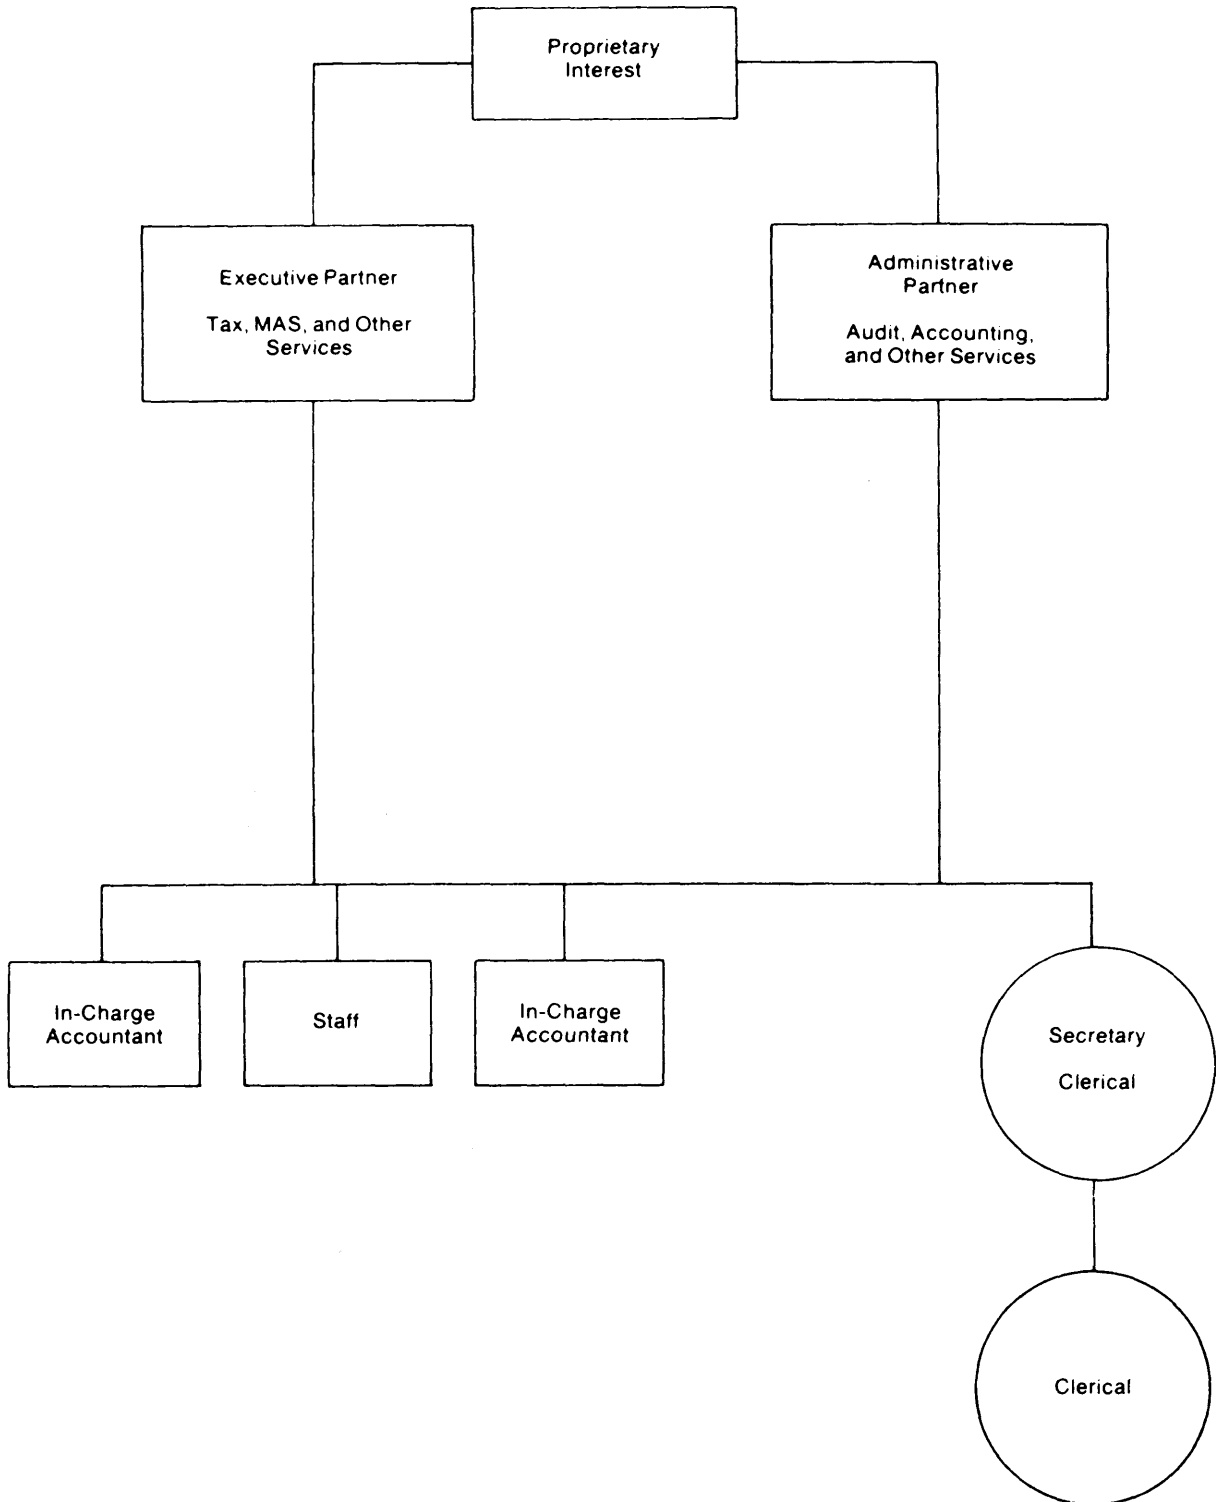 Proprietary
Interest
Executive Partner
Tax, MAS, and Other
Services
Administrative
Partner
Audit, Accounting,
and Other Services
In-Charge
Accountant
Staff
In-Charge
Accountant
Secretary
Clerical
Clerical